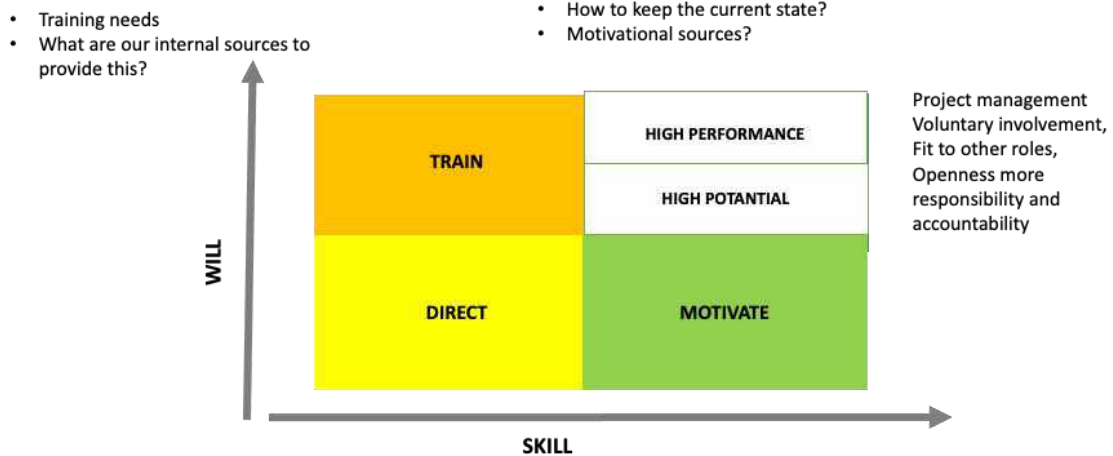 • Training needs
• What are our internal sources to
provide this?
• How to keep the current state?
• Motivational sources?
HIGH PERFORMANCE
TRAIN
HIGH POTANTIAL
Project management
Voluntary involvement,
Fit to other roles,
Openness more
responsibility and
accountability
WILL
DIRECT
MOTIVATE
SKILL